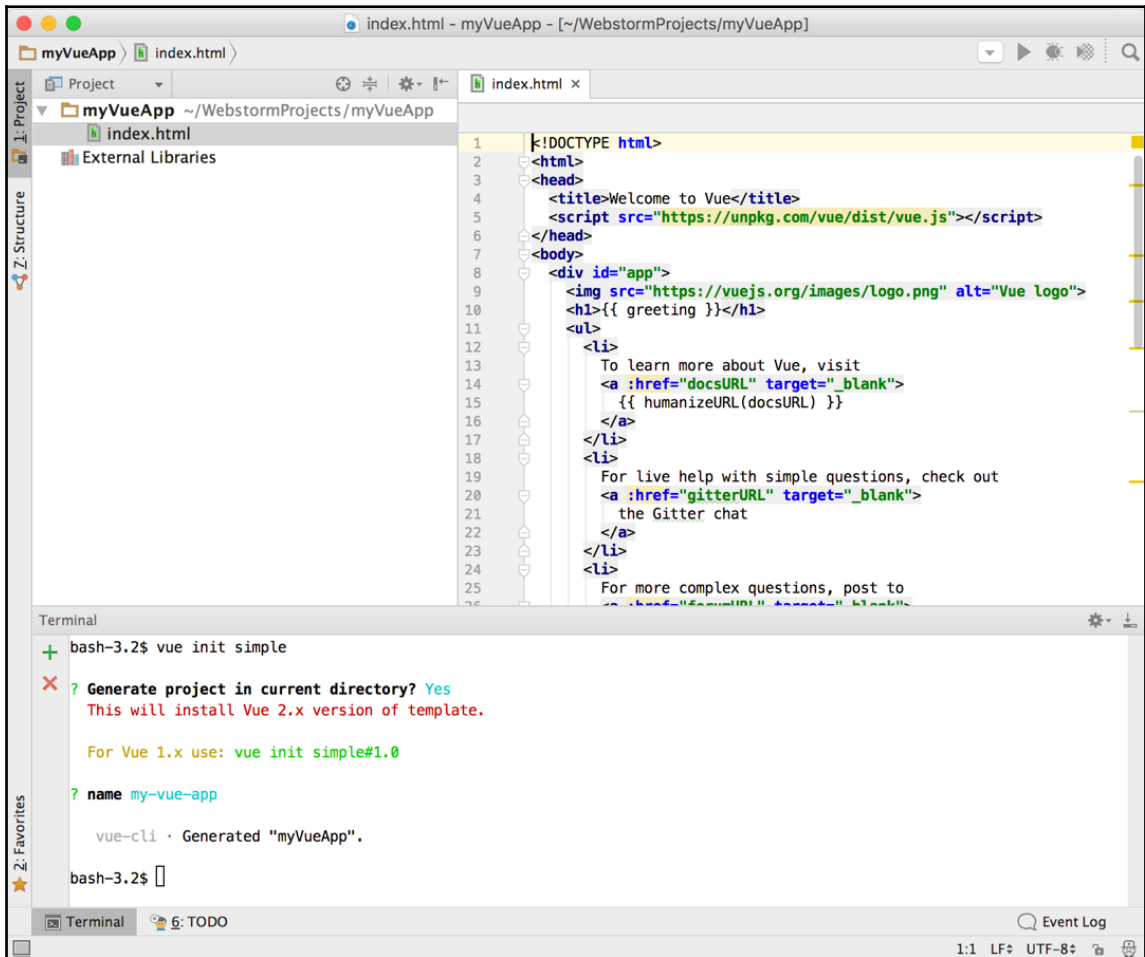 index.html - myVueApp - [~/WebstormProjects/myVueApp]
myVueApp index.html
1: Project
7: Structure
2: Favorites
Project
myVueApp ~/WebstormProjects/myVueApp
index.html
External Libraries
index.html ×
1 <!DOCTYPE html>
2 <html>
3 <head>
4 <title>Welcome to Vue</title>
5 <script src="https://unpkg.com/vue/dist/vue.js"></script>
6 </head>
7 <body>
8 <div id="app">
9 <img src="https://vuejs.org/images/logo.png" alt="Vue logo">
10 <h1>{{ greeting }}</h1>
11 <ul>
12 <li>
13 To learn more about Vue, visit
14 <a :href="docsURL" target="_blank">
15 {{ humanizeURL(docsURL) }}
16 </a>
17 </li>
18 <li>
19 For live help with simple questions, check out
20 <a :href="gitterURL" target="_blank">
21 the Gitter chat
22 </a>
23 </li>
24 <li>
25 For more complex questions, post to
26 <a :href="forumURL" target="_blank">
Terminal
bash-3.2$ vue init simple
? Generate project in current directory? Yes
This will install Vue 2.x version of template.
For Vue 1.x use: vue init simple#1.0
? name my-vue-app
vue-cli · Generated "myVueApp".
bash-3.2$
Terminal 6: TODO Event Log
1:1 LF UTF-8